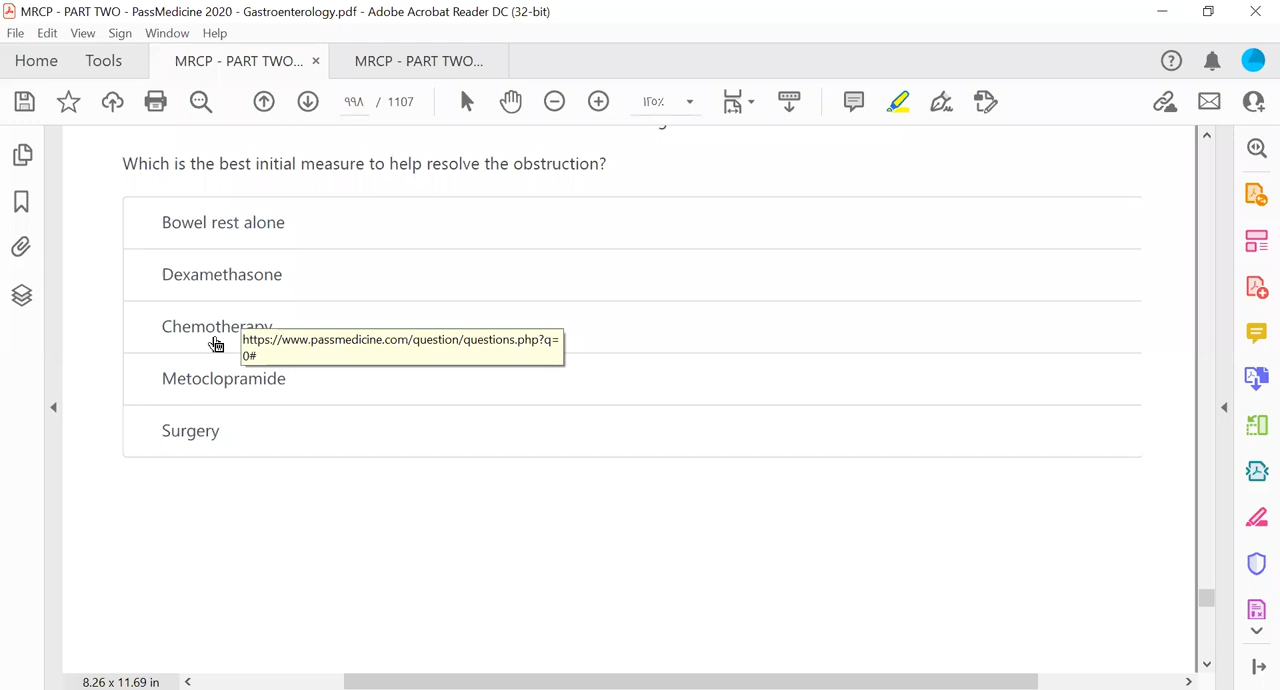 MRCP - PART TWO - PassMedicine 2020 - Gastroenterology.pdf - Adobe Acrobat Reader DC (32-bit)
File Edit View Sign Window Help
Home Tools MRCP - PART TWO... × MRCP - PART TWO...
٩٩٨ / 1107 ١٢٥٪
Which is the best initial measure to help resolve the obstruction?
Bowel rest alone
Dexamethasone
Chemotherapy
https://www.passmedicine.com/question/questions.php?q=
0#
Metoclopramide
Surgery
8.26 x 11.69 in